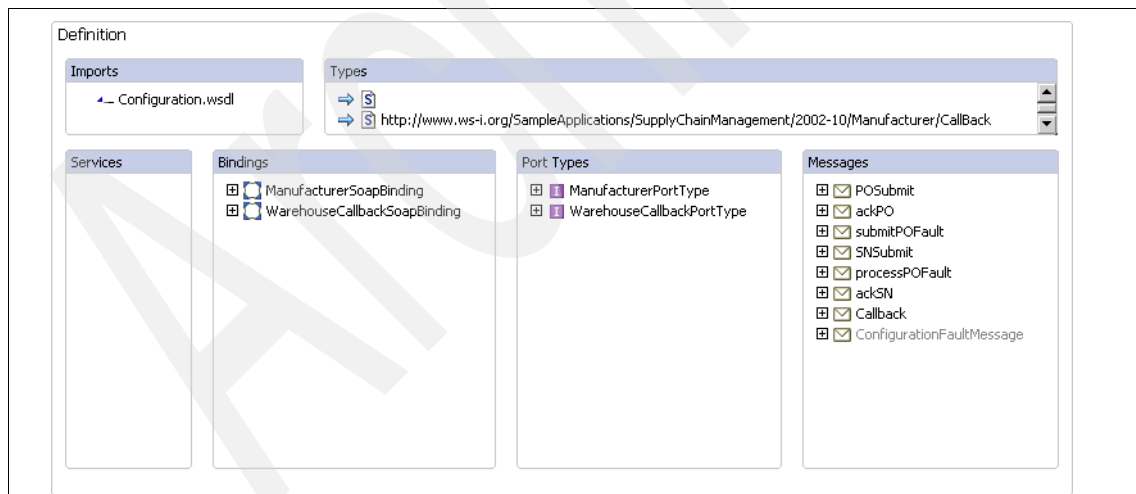 Definition
Imports
Configuration.wsdl
Types
S
S http://www.ws-i.org/SampleApplications/SupplyChainManagement/2002-10/Manufacturer/CallBack
Services
Bindings
ManufacturerSoapBinding
WarehouseCallbackSoapBinding
Port Types
I ManufacturerPortType
I WarehouseCallbackPortType
Messages
POSubmit
ackPO
submitPOFault
SNSubmit
processPOFault
ackSN
Callback
ConfigurationFaultMessage